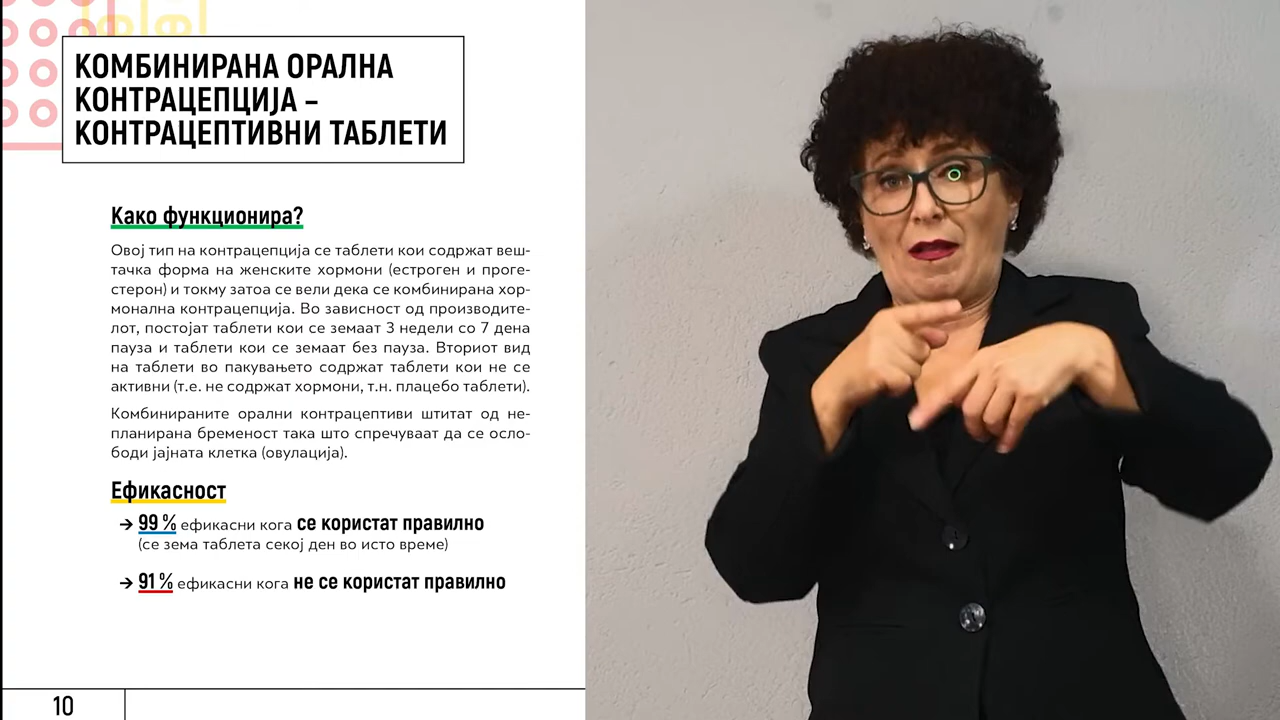 КОМБИНИРАНА ОРАЛНА
КОНТРАЦЕПЦИЈА –
КОНТРАЦЕПТИВНИ ТАБЛЕТИ
Како функционира?
Овој тип на контрацепција се таблети кои содржат веш-
тачка форма на женските хормони (естроген и проге-
стерон) и токму затоа се вели дека се комбинирана хор-
монална контрацепција. Во зависност од производите-
лот, постојат таблети кои се земаат 3 недели со 7 дена
пауза и таблети кои се земаат без пауза. Вториот вид
на таблети во пакувањето содржат таблети кои не се
активни (т.е. не содржат хормони, т.н. плацебо таблети).
Комбинираните орални контрацептиви штитат од не-
планирана бременост така што спречуваат да се осло-
боди јајната клетка (овулација).
Ефикасност
→ 99 % ефикасни кога се користат правилно
(се зема таблета секој ден во исто време)
→ 91 % ефикасни кога не се користат правилно
10